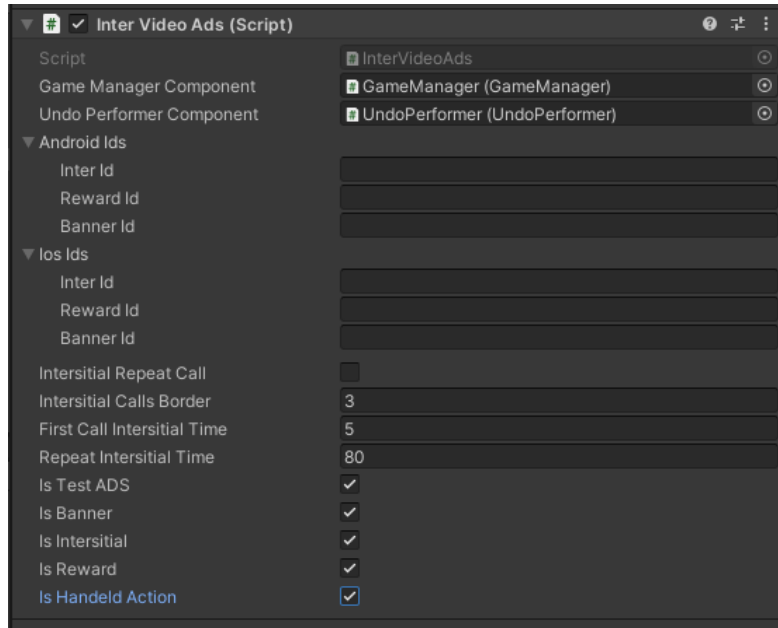 Inter Video Ads (Script)
Script InterVideoAds
Game Manager Component GameManager (GameManager)
Undo Performer Component UndoPerformer (UndoPerformer)
Android Ids
Inter Id
Reward Id
Banner Id
Ios Ids
Inter Id
Reward Id
Banner Id
Intersitial Repeat Call
Intersitial Calls Border 3
First Call Intersitial Time 5
Repeat Intersitial Time 80
Is Test ADS
Is Banner
Is Intersitial
Is Reward
Is Handeld Action